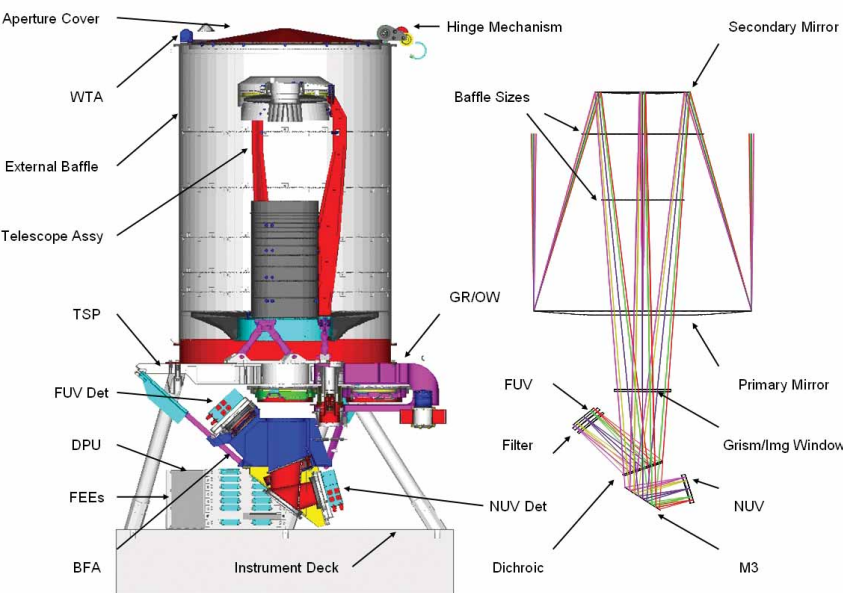 Aperture Cover
Hinge Mechanism
Secondary Mirror
WTA
Baffle Sizes
External Baffle
Telescope Assy
GR/OW
TSP
FUV Det
FUV
Primary Mirror
DPU
Filter
Grism/Img Window
FEEs
NUV Det
NUV
BFA
Instrument Deck
Dichroic
M3